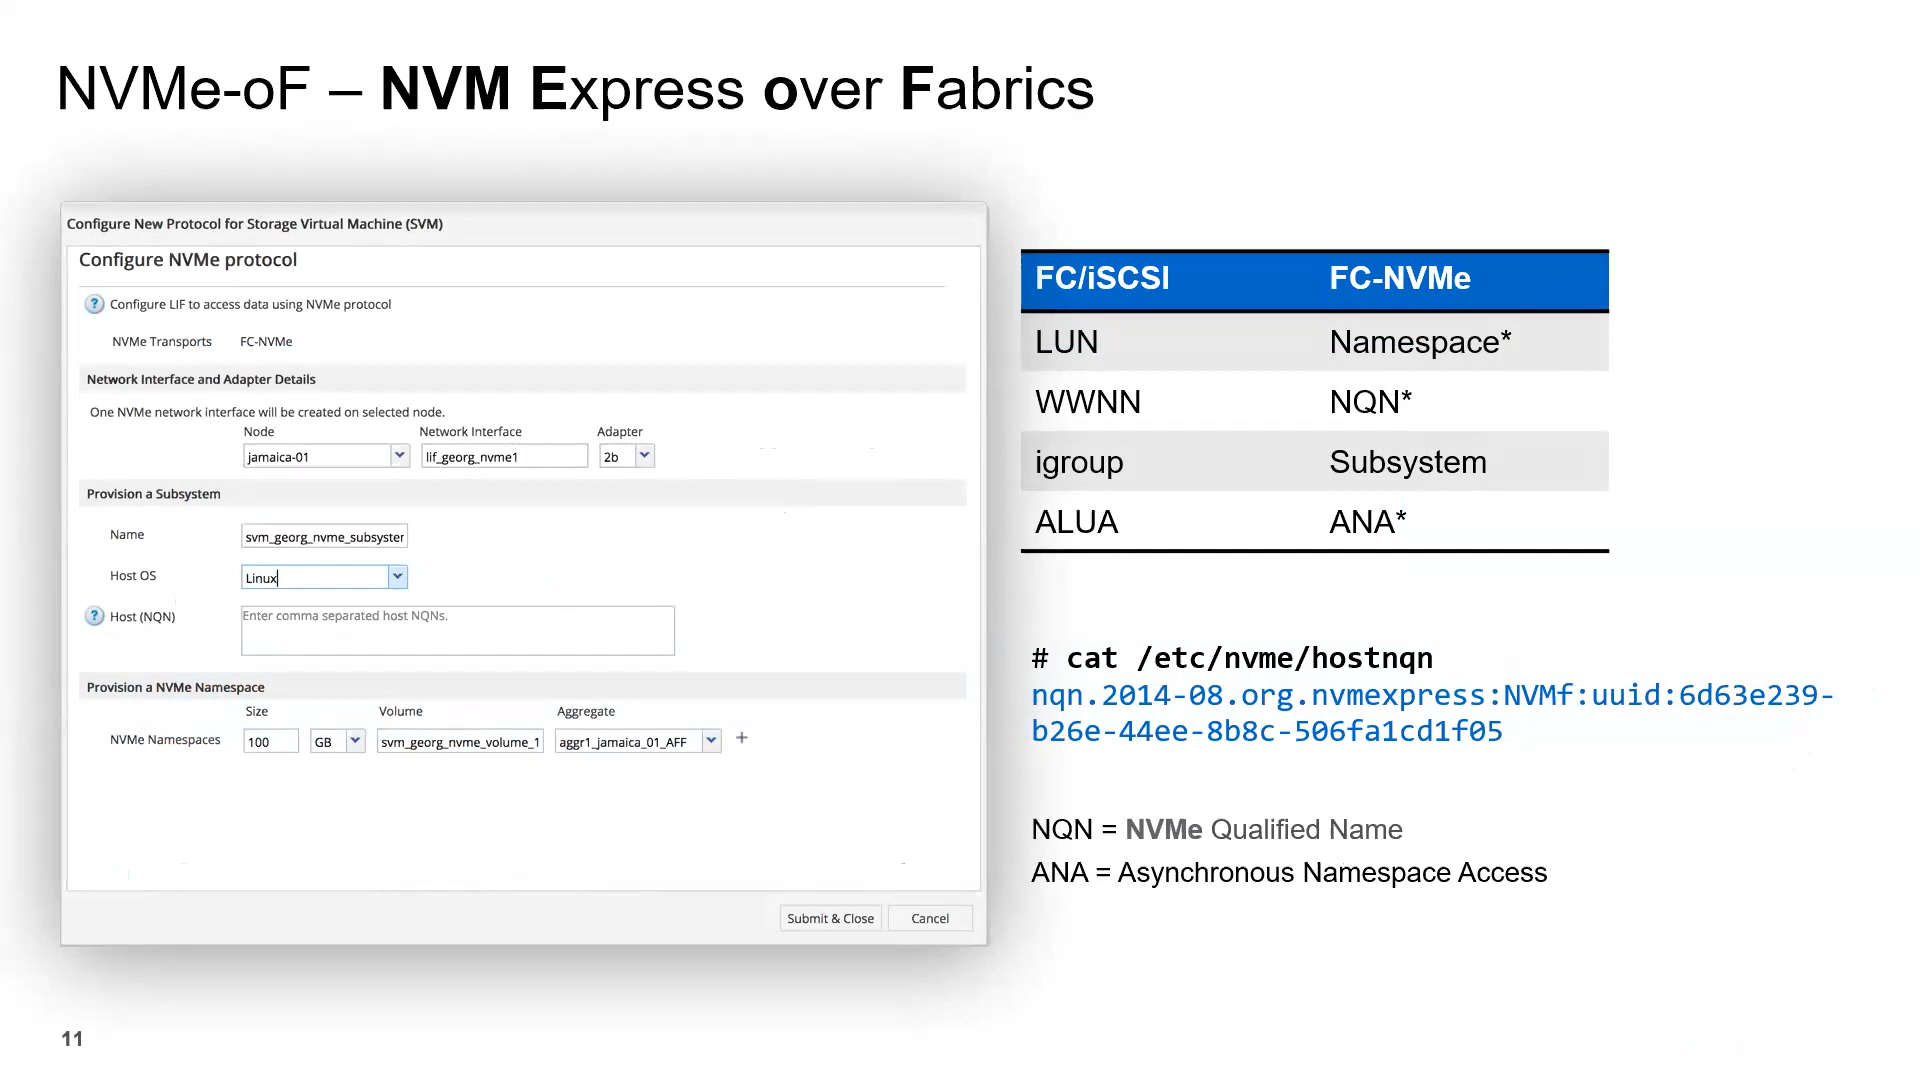 NVMe-oF – NVM Express over Fabrics
Configure New Protocol for Storage Virtual Machine (SVM)
Configure NVMe protocol
? Configure LIF to access data using NVMe protocol
NVMe Transports FC-NVMe
Network Interface and Adapter Details
One NVMe network interface will be created on selected node.
Node Network Interface Adapter
jamaica-01 lif_georg_nvme1 2b
Provision a Subsystem
Name svm_georg_nvme_subsyster
Host OS Linux
? Host (NQN) Enter comma separated host NQNs.
Provision a NVMe Namespace
Size Volume Aggregate
NVMe Namespaces 100 GB svm_georg_nvme_volume_1 aggr1_jamaica_01_AFF +
Submit & Close Cancel
FC/iSCSI FC-NVMe
LUN Namespace*
WWNN NQN*
igroup Subsystem
ALUA ANA*
# cat /etc/nvme/hostnqn
nqn.2014-08.org.nvmexpress:NVMf:uuid:6d63e239-
b26e-44ee-8b8c-506fa1cd1f05
NQN = NVMe Qualified Name
ANA = Asynchronous Namespace Access
11